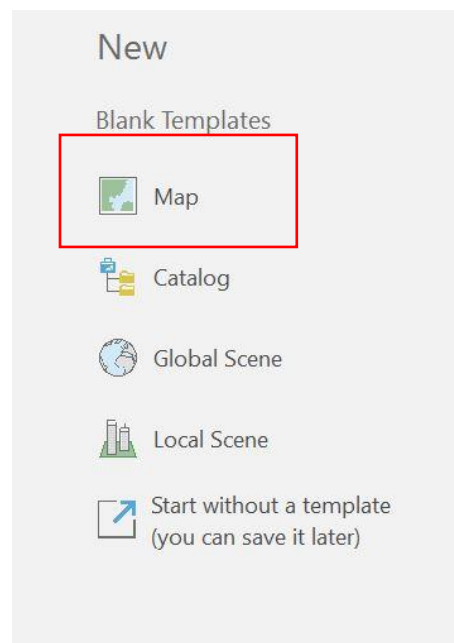 New
Blank Templates
Map
Catalog
Global Scene
Local Scene
Start without a template
(you can save it later)